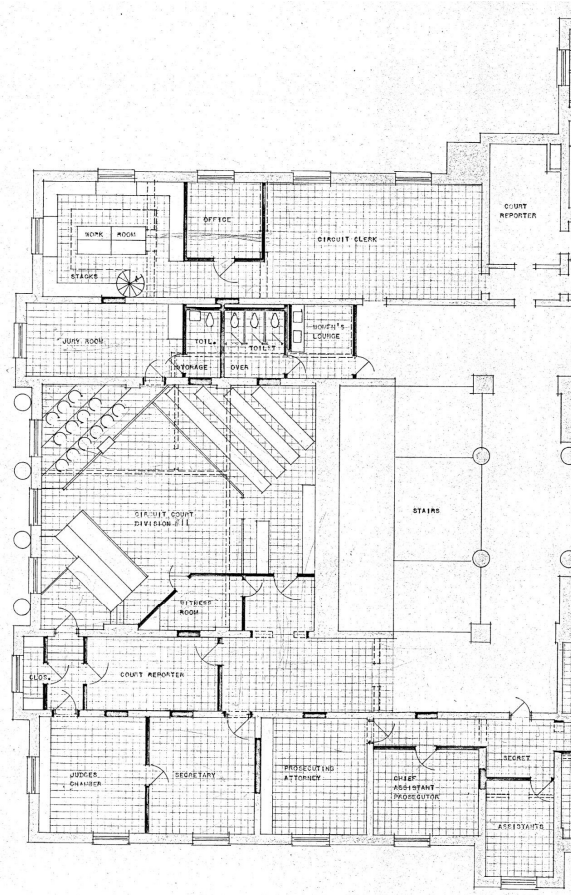 COURT
REPORTER
OFFICE
CIRCUIT CLERK
WORK ROOM
STACKS
JURY ROOM
TOIL.
TOILET
WOMEN'S
LOUNGE
STORAGE OVER
CIRCUIT COURT
DIVISION #11
STAIRS
WITNESS
ROOM
CLOS.
COURT REPORTER
JUDGES
CHAMBER
SECRETARY
PROSECUTING
ATTORNEY
CHIEF
ASSISTANT
PROSECUTOR
SECRET.
ASSISTANTS